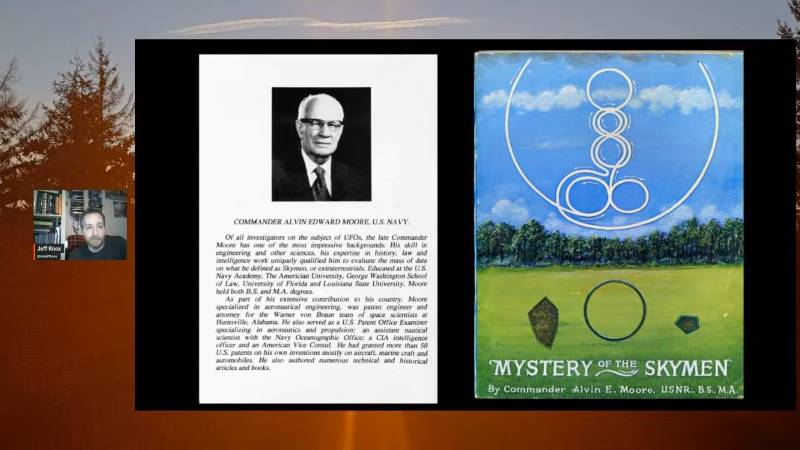 Jeff Knox
COMMANDER ALVIN EDWARD MOORE, U.S. NAVY.
Of all investigators on the subject of UFOs, the late Commander
Moore has one of the most impressive backgrounds. His skill in
engineering and other sciences, his expertise in history, law and
intelligence work uniquely qualified him to evaluate the mass of data
on what he defined as Skymen, or extraterrestrials. Educated at the U.S.
Navy Academy, The American University, George Washington School
of Law, University of Florida and Louisiana State University, Moore
held both B.S. and M.A. degrees.
As part of his extensive contribution to his country, Moore
specialized in aeronautical engineering, was patent engineer and
attorney for the Warner von Braun team of space scientists at
Huntsville, Alabama. He also served as a U.S. Patent Office Examiner
specializing in aeronautics and propulsion; an assistant nautical
scientist with the Navy Oceanographic Office; a CIA intelligence
officer and an American Vice Consul. He had granted more than 50
U.S. patents on his own inventions mostly on aircraft, marine craft and
automobiles. He also authored numerous technical and historical
articles and books.
MYSTERY OF THE SKYMEN
By Commander Alvin E. Moore, USNR., B.S., M.A.